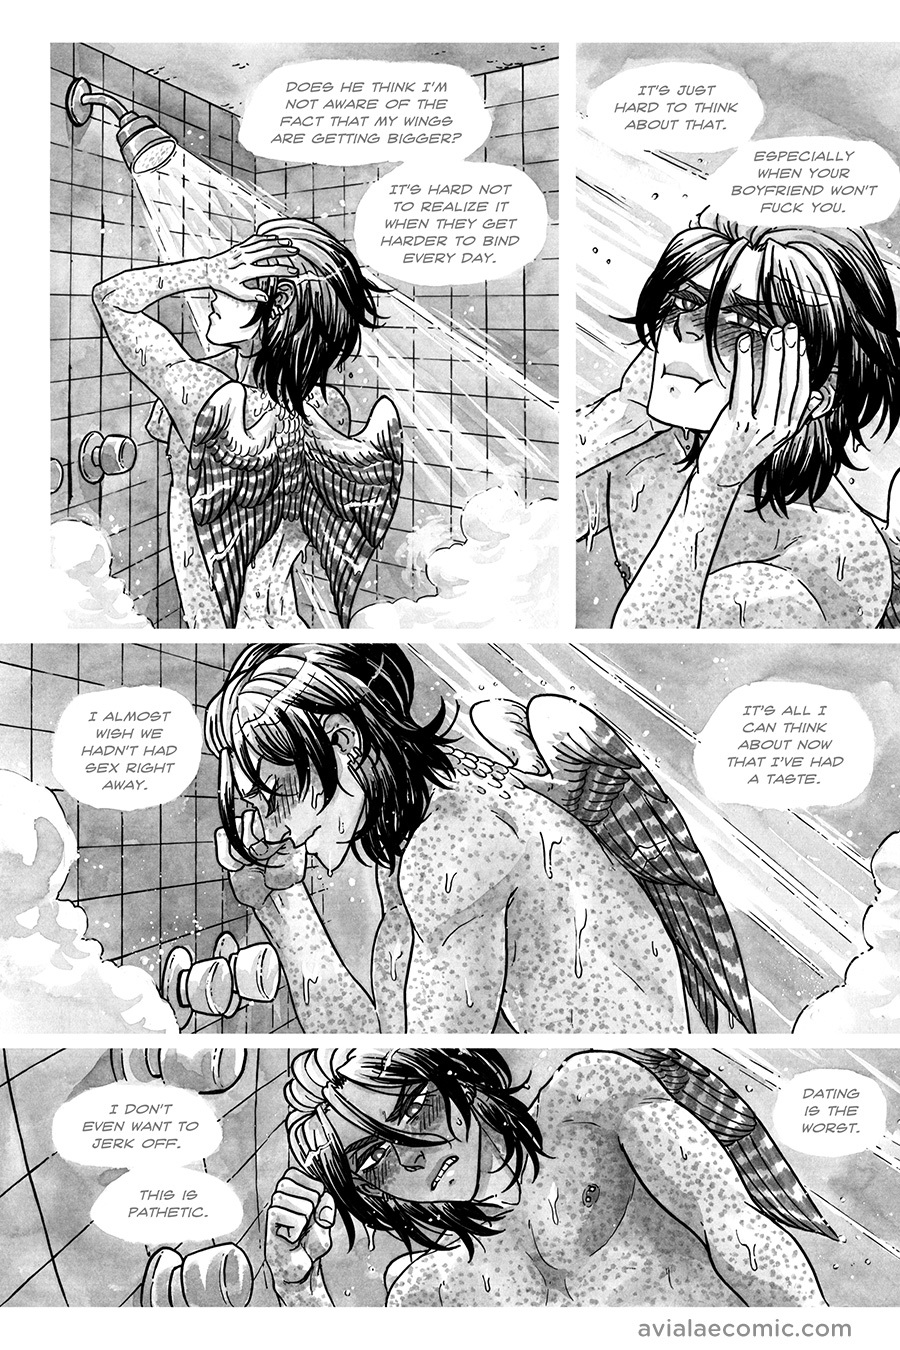 DOES HE THINK I'M
NOT AWARE OF THE
FACT THAT MY WINGS
ARE GETTING BIGGER?
IT'S HARD NOT
TO REALIZE IT
WHEN THEY GET
HARDER TO BIND
EVERY DAY.
IT'S JUST
HARD TO THINK
ABOUT THAT.
ESPECIALLY
WHEN YOUR
BOYFRIEND WON'T
FUCK YOU.
I ALMOST
WISH WE
HADN'T HAD
SEX RIGHT
AWAY.
IT'S ALL I
CAN THINK
ABOUT NOW
THAT I'VE HAD
A TASTE.
I DON'T
EVEN WANT TO
JERK OFF.
THIS IS
PATHETIC.
DATING
IS THE
WORST.
avialaecomic.com